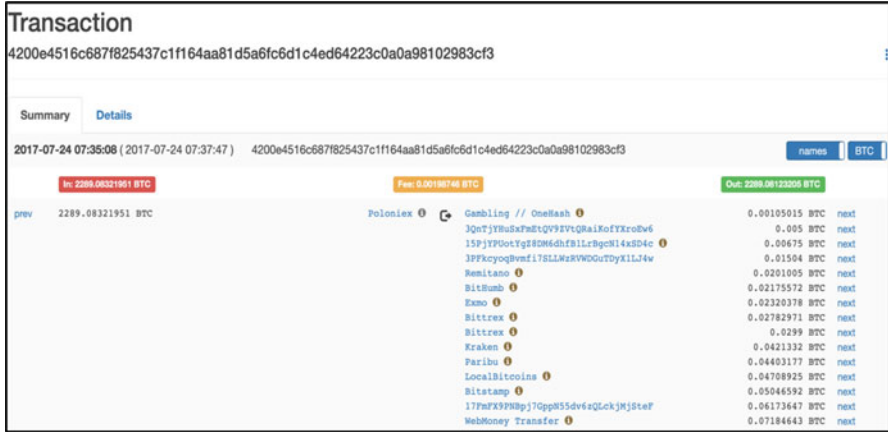 Transaction
4200e4516c687f825437c1f164aa81d5a6fc6d1c4ed64223c0a0a98102983cf3
Summary Details
2017-07-24 07:35:08 ( 2017-07-24 07:37:47 ) 4200e4516c687f825437c1f164aa81d5a6fc6d1c4ed64223c0a0a98102983cf3 names BTC
In: 2289.08321951 BTC Fee: 0.00198746 BTC Out: 2289.08123205 BTC
prev 2289.08321951 BTC Poloniex Gambling // OneHash 0.00105015 BTC next
3QnTjYHuSxFmEtQV9ZVtQRaiKofYXroEw6 0.005 BTC next
15PjYPUotYgZ8DM6dhfB1LrBgcN14xSD4c 0.00675 BTC next
3PFkcyoqBvmfi7SLLWzRVWDGuTDyX1LJ4w 0.01504 BTC next
Remitano 0.0201005 BTC next
BitHumb 0.02175572 BTC next
Exmo 0.02320378 BTC next
Bittrex 0.02782971 BTC next
Bittrex 0.0299 BTC next
Kraken 0.0421332 BTC next
Paribu 0.04403177 BTC next
LocalBitcoins 0.04708925 BTC next
Bitstamp 0.05046592 BTC next
17FmFX9PNBpj7GppN55dv6zQLckjMjSteF 0.06173647 BTC next
WebMoney Transfer 0.07184643 BTC next